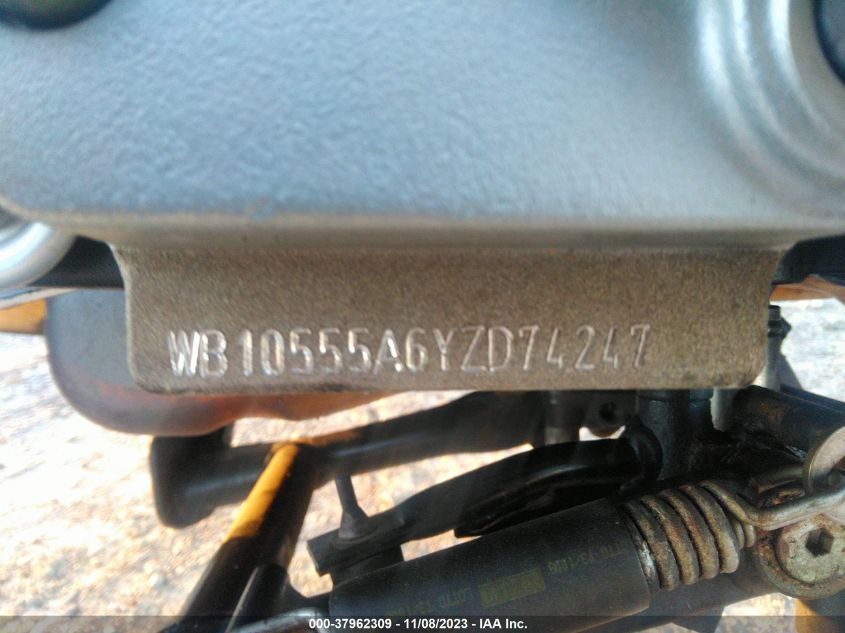 WB10555A6YZD74247
000-37962309 | 11/08/2023 - IAA Inc.